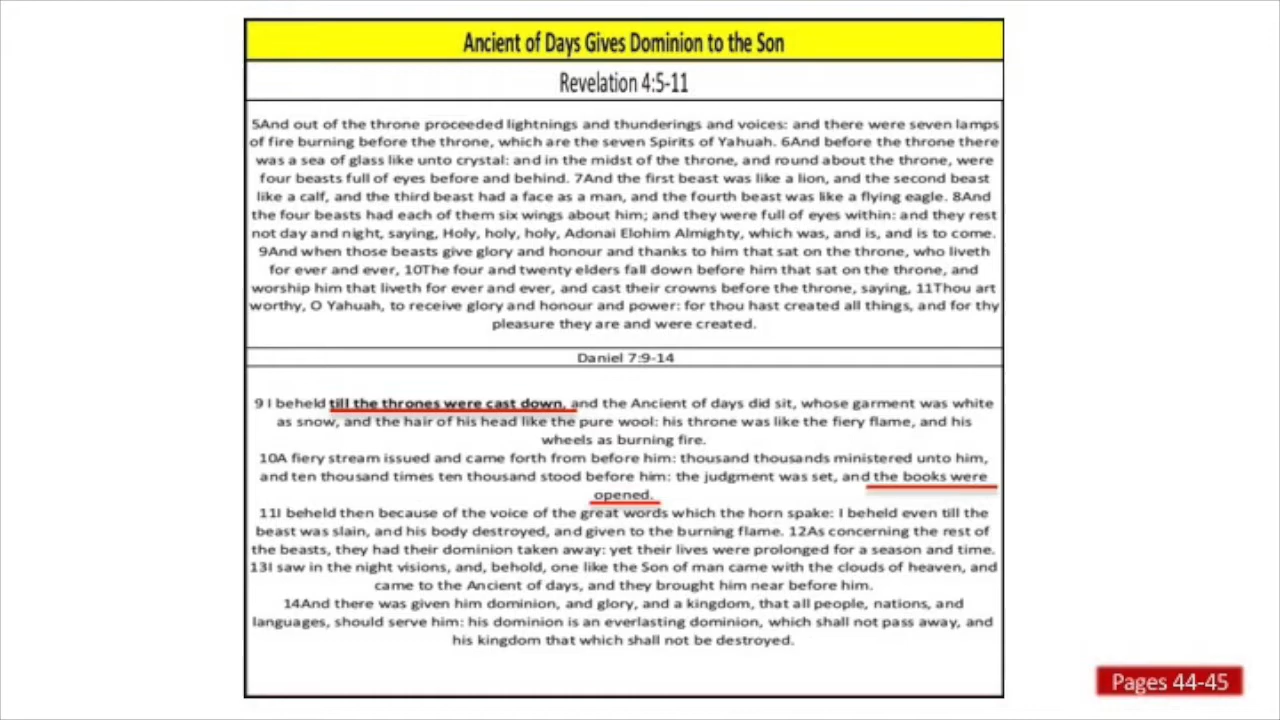 Ancient of Days Gives Dominion to the Son
Revelation 4:5-11
5And out of the throne proceeded lightnings and thunderings and voices: and there were seven lamps
of fire burning before the throne, which are the seven Spirits of Yahuah. 6And before the throne there
was a sea of glass like unto crystal: and in the midst of the throne, and round about the throne, were
four beasts full of eyes before and behind. 7And the first beast was like a lion, and the second beast
like a calf, and the third beast had a face as a man, and the fourth beast was like a flying eagle. 8And
the four beasts had each of them six wings about him; and they were full of eyes within: and they rest
not day and night, saying, Holy, holy, holy, Adonai Elohim Almighty, which was, and is, and is to come.
9And when those beasts give glory and honour and thanks to him that sat on the throne, who liveth
for ever and ever, 10The four and twenty elders fall down before him that sat on the throne, and
worship him that liveth for ever and ever, and cast their crowns before the throne, saying, 11Thou art
worthy, O Yahuah, to receive glory and honour and power: for thou hast created all things, and for thy
pleasure they are and were created.
Daniel 7:9-14
9 I beheld till the thrones were cast down, and the Ancient of days did sit, whose garment was white
as snow, and the hair of his head like the pure wool: his throne was like the fiery flame, and his
wheels as burning fire.
10A fiery stream issued and came forth from before him: thousand thousands ministered unto him,
and ten thousand times ten thousand stood before him: the judgment was set, and the books were
opened.
11I beheld then because of the voice of the great words which the horn spake: I beheld even till the
beast was slain, and his body destroyed, and given to the burning flame. 12As concerning the rest of
the beasts, they had their dominion taken away: yet their lives were prolonged for a season and time.
13I saw in the night visions, and, behold, one like the Son of man came with the clouds of heaven, and
came to the Ancient of days, and they brought him near before him.
14And there was given him dominion, and glory, and a kingdom, that all people, nations, and
languages, should serve him: his dominion is an everlasting dominion, which shall not pass away, and
his kingdom that which shall not be destroyed.
Pages 44-45